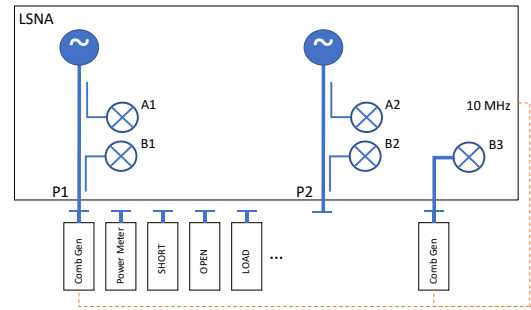 LSNA
A1
A2
10 MHz
B1
B2
B3
P1
P2
Comb Gen
Power Meter
SHORT
OPEN
LOAD
...
Comb Gen